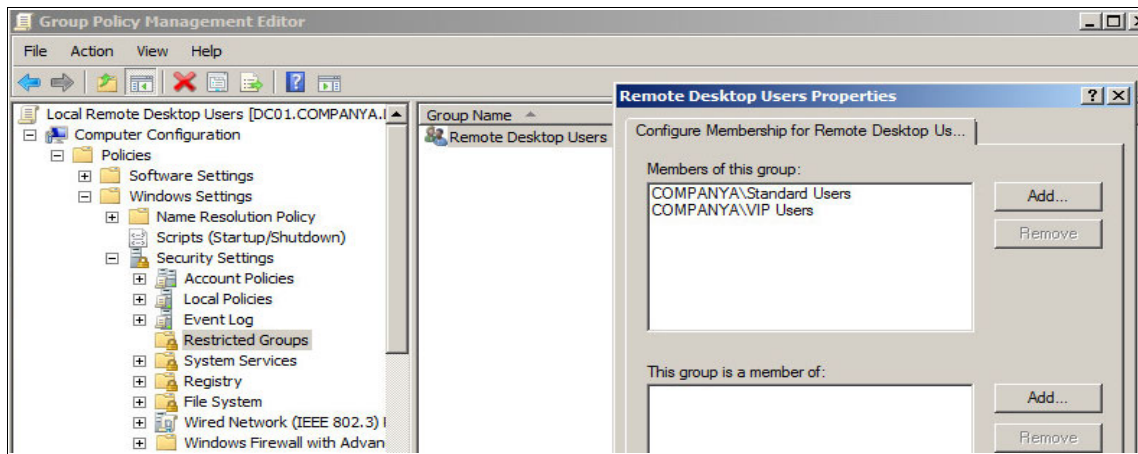 Group Policy Management Editor
File Action View Help
Local Remote Desktop Users [DC01.COMPANYA.
Computer Configuration
Policies
Software Settings
Windows Settings
Name Resolution Policy
Scripts (Startup/Shutdown)
Security Settings
Account Policies
Local Policies
Event Log
Restricted Groups
System Services
Registry
File System
Wired Network (IEEE 802.3)
Windows Firewall with Advan
Group Name
Remote Desktop Users
Remote Desktop Users Properties
Configure Membership for Remote Desktop Us...
Members of this group:
COMPANYA\Standard Users
COMPANYA\VIP Users
Add...
Remove
This group is a member of:
Add...
Remove